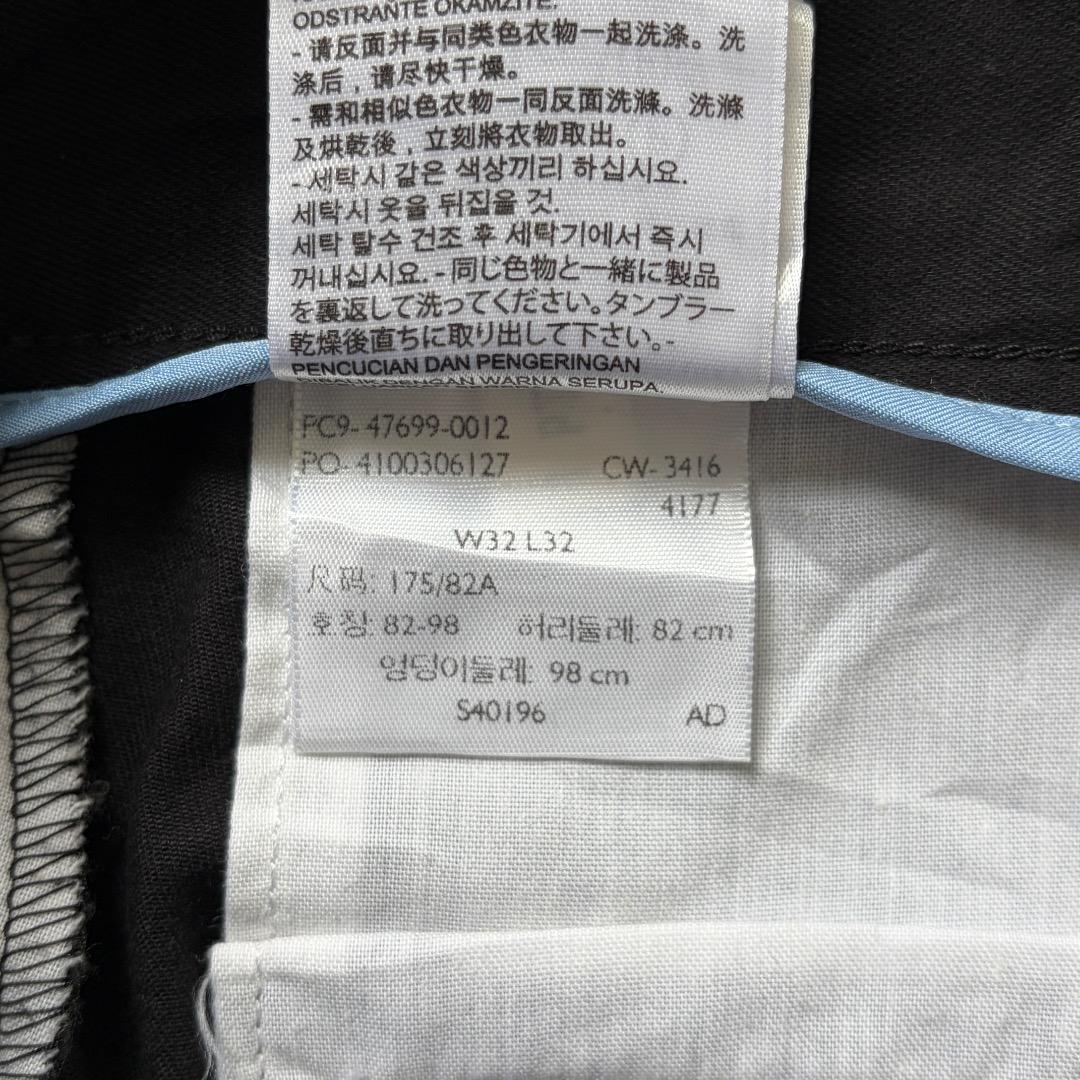 ODSTRANTE OKAMZITE.
- 请反面并与同类色衣物一起洗涤。洗
涤后，请尽快干燥。
- 需和相似色衣物一同反面洗滌。洗滌
及烘乾後，立刻將衣物取出。
- 세탁시 같은 색상끼리 하십시요.
세탁시 옷을 뒤집을 것.
세탁 탈수 건조 후 세탁기에서 즉시
꺼내십시요. - 同じ色物と一緒に製品
を裏返して洗ってください。タンブラー
乾燥後直ちに取り出して下さい。-
PENCUCIAN DAN PENGERINGAN
DENGAN WARNA SERUPA.
PC9- 47699-0012
PO- 4100306127 CW- 3416
4177
W32 L32
尺码: 175/82A
호칭: 82-98 허리둘레: 82 cm
엉덩이둘레: 98 cm
S40196 AD